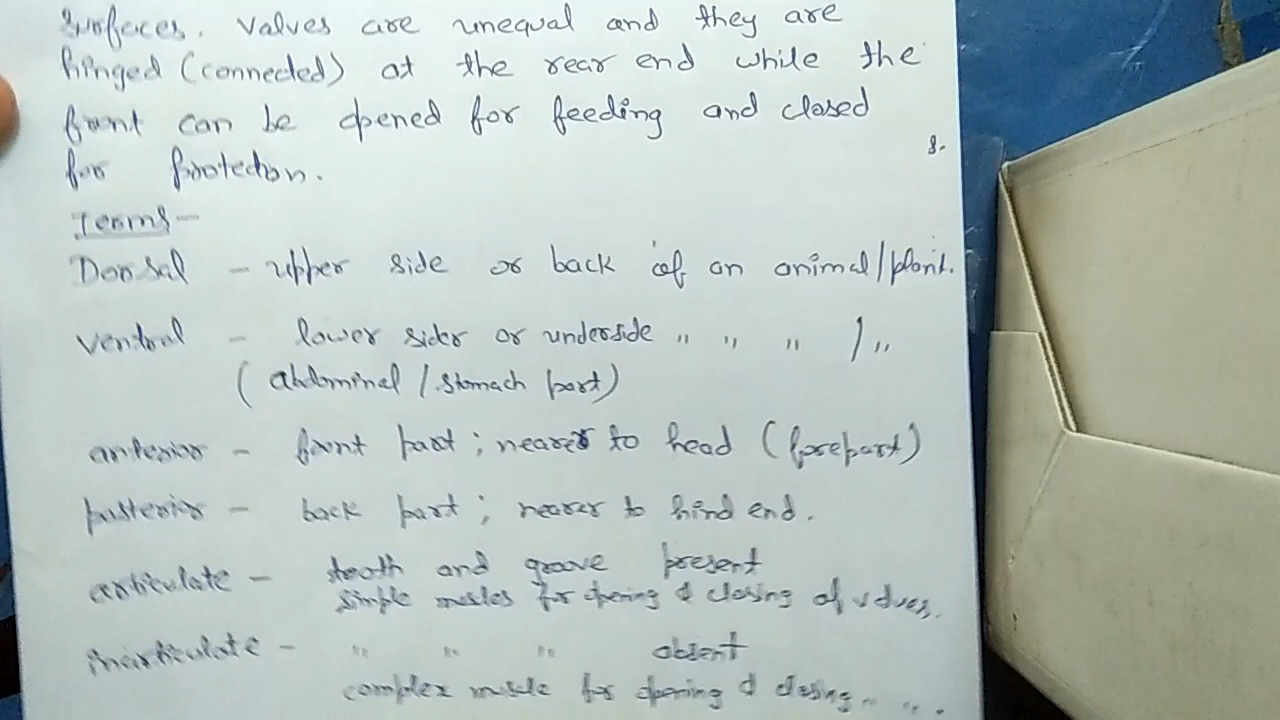 surfaces. Valves are unequal and they are
hinged (connected) at the rear end while the
front can be opened for feeding and closed
for protection.
8.
Terms-
Dorsal - upper side or back of an animal/plant.
Ventral - lower sider or underside " " " / "
(abdominal / stomach part)
anterior - front part; nearer to head (forepart)
posterior - back part; nearer to hind end.
articulate - tooth and groove present
simple muscles for opening & closing of valves.
inarticulate - " " " absent
complex muscle for opening & closing " ".